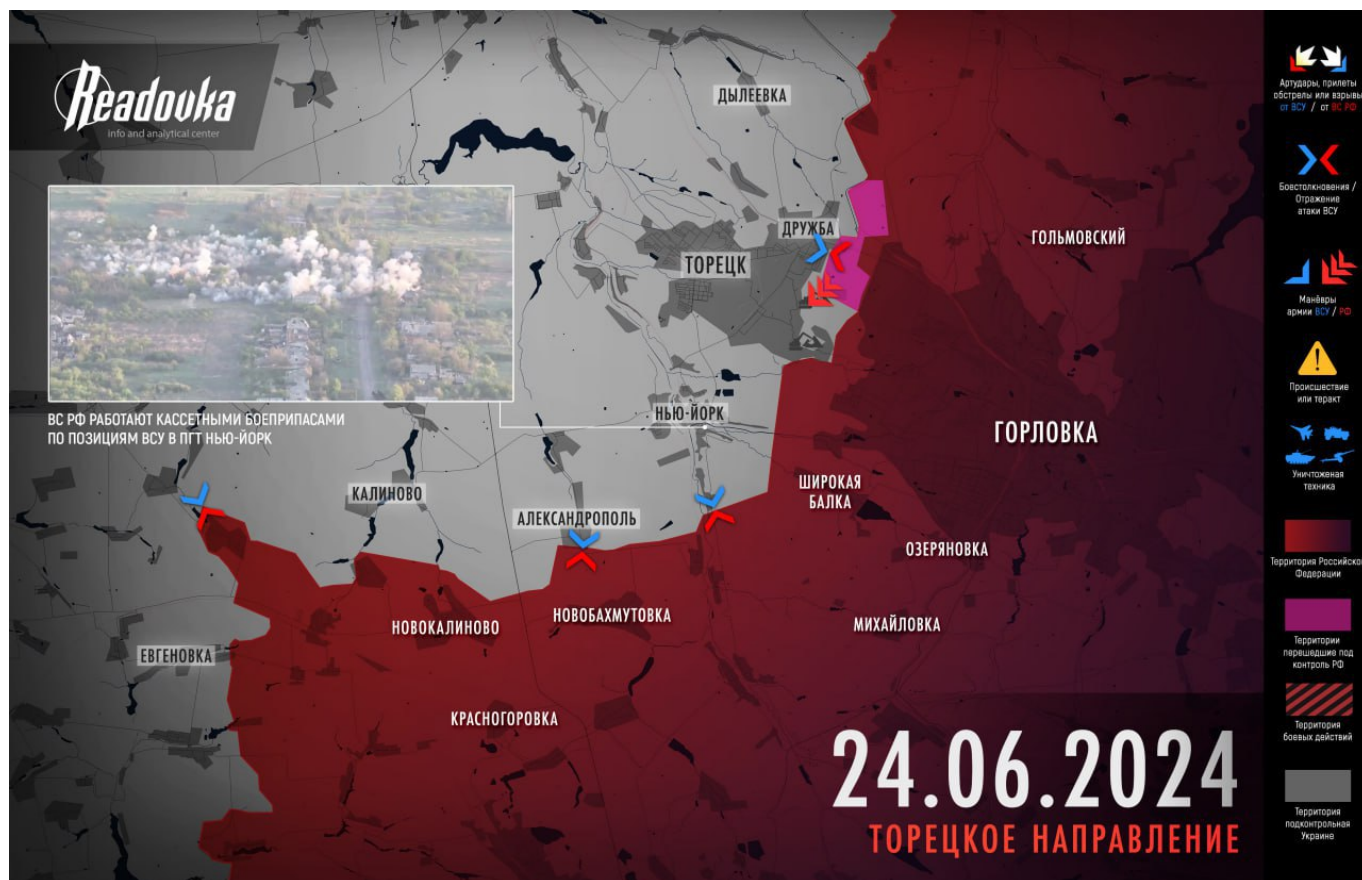 Readovka
info and analytical center
ВС РФ РАБОТАЮТ КАССЕТНЫМИ БОЕПРИПАСАМИ
ПО ПОЗИЦИЯМ ВСУ В ПГТ НЬЮ-ЙОРК
ДЫЛЕЕВКА
ДРУЖБА
ТОРЕЦК
ГОЛЬМОВСКИЙ
НЬЮ-ЙОРК
ГОРЛОВКА
КАЛИНОВО
ШИРОКАЯ
БАЛКА
АЛЕКСАНДРОПОЛЬ
ОЗЕРЯНОВКА
НОВОКАЛИНОВО
НОВОБАХМУТОВКА
МИХАЙЛОВКА
ЕВГЕНОВКА
КРАСНОГОРОВКА
24.06.2024
ТОРЕЦКОЕ НАПРАВЛЕНИЕ
Артудары, прилеты
обстрелы или взрывы
от ВСУ / от ВС РФ
Боестолкновения /
Отражение
атаки ВСУ
Манёвры
армии ВСУ / РФ
Происшествие
или теракт
Уничтоженая
техника
Территория Российско
Федерации
Территории
перешедшие под
контроль РФ
Территория
боевых действий
Территория
подконтрольная
Украине